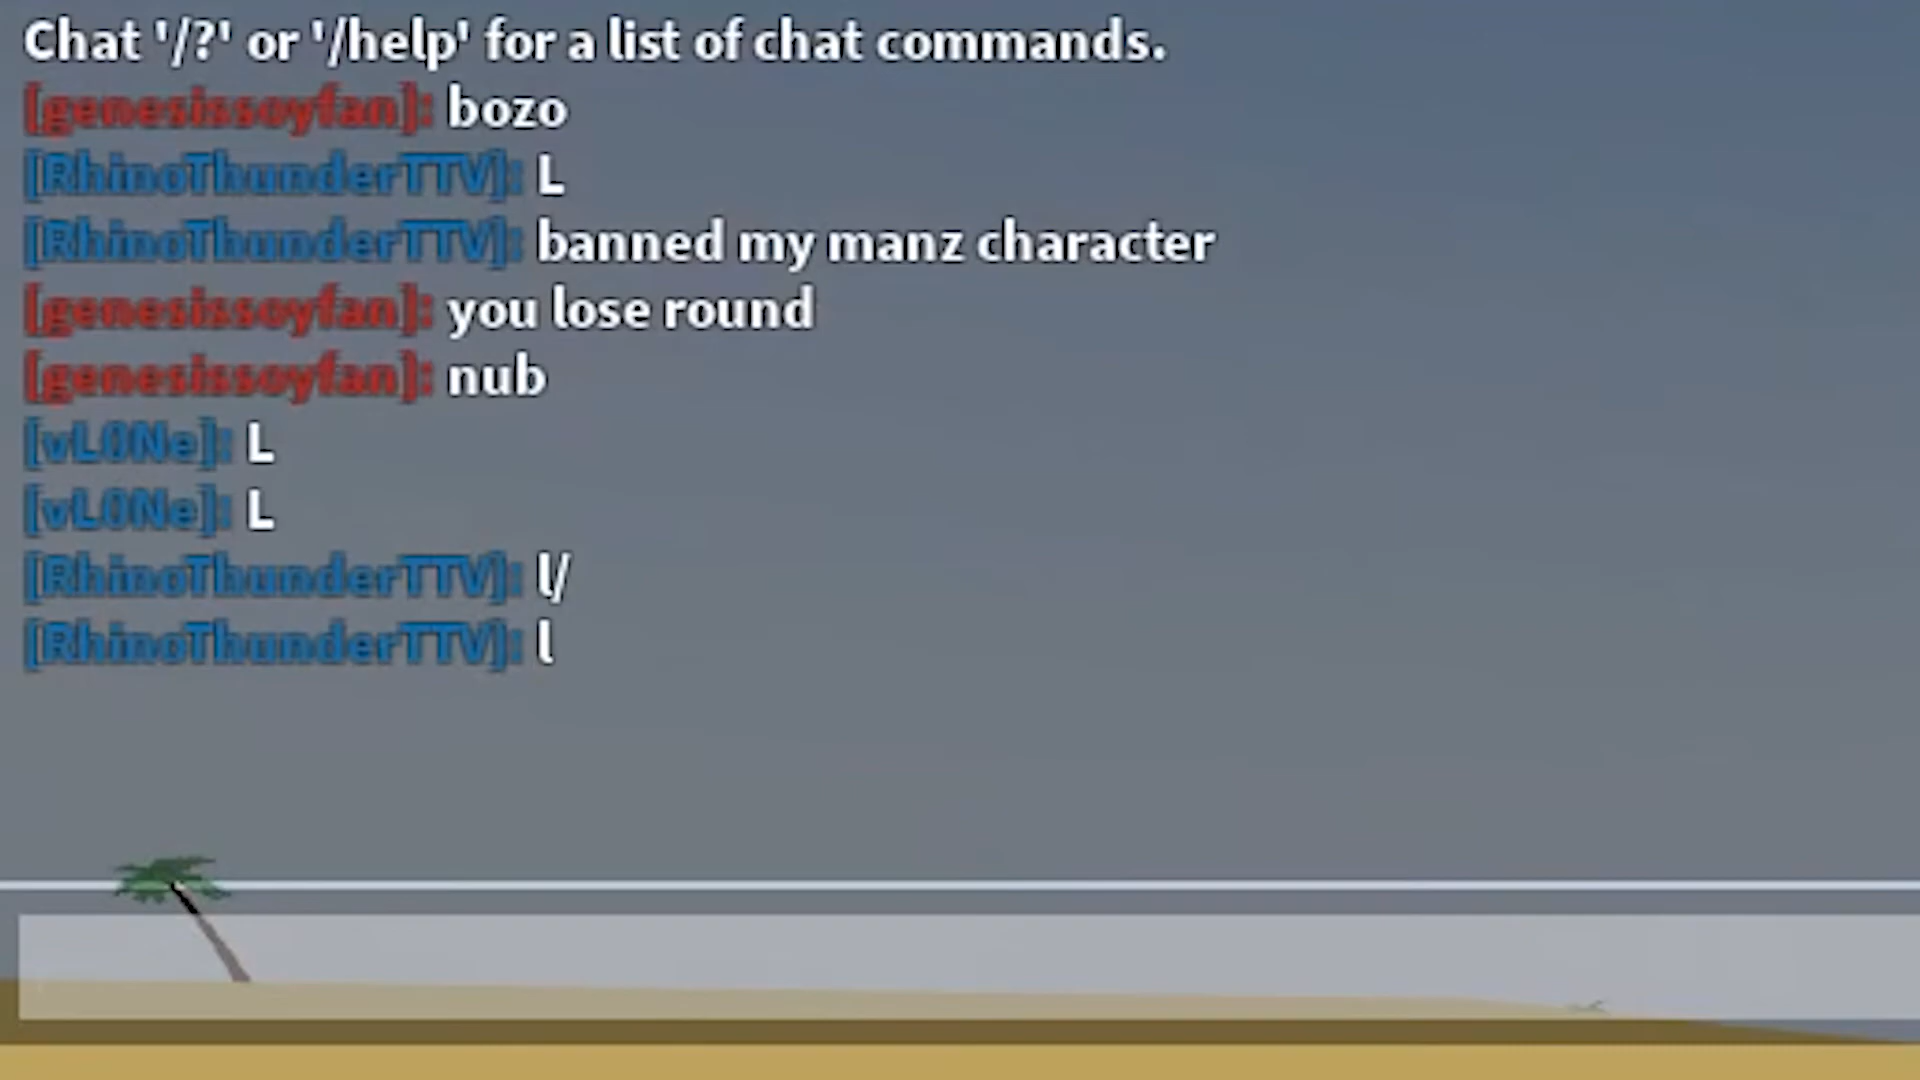 Chat '/?' or '/help' for a list of chat commands.
[genesissoyfan]: bozo
[RhinoThunderTTV]: L
[RhinoThunderTTV]: banned my manz character
[genesissoyfan]: you lose round
[genesissoyfan]: nub
[vL0Ne]: L
[vL0Ne]: L
[RhinoThunderTTV]: l/
[RhinoThunderTTV]: l